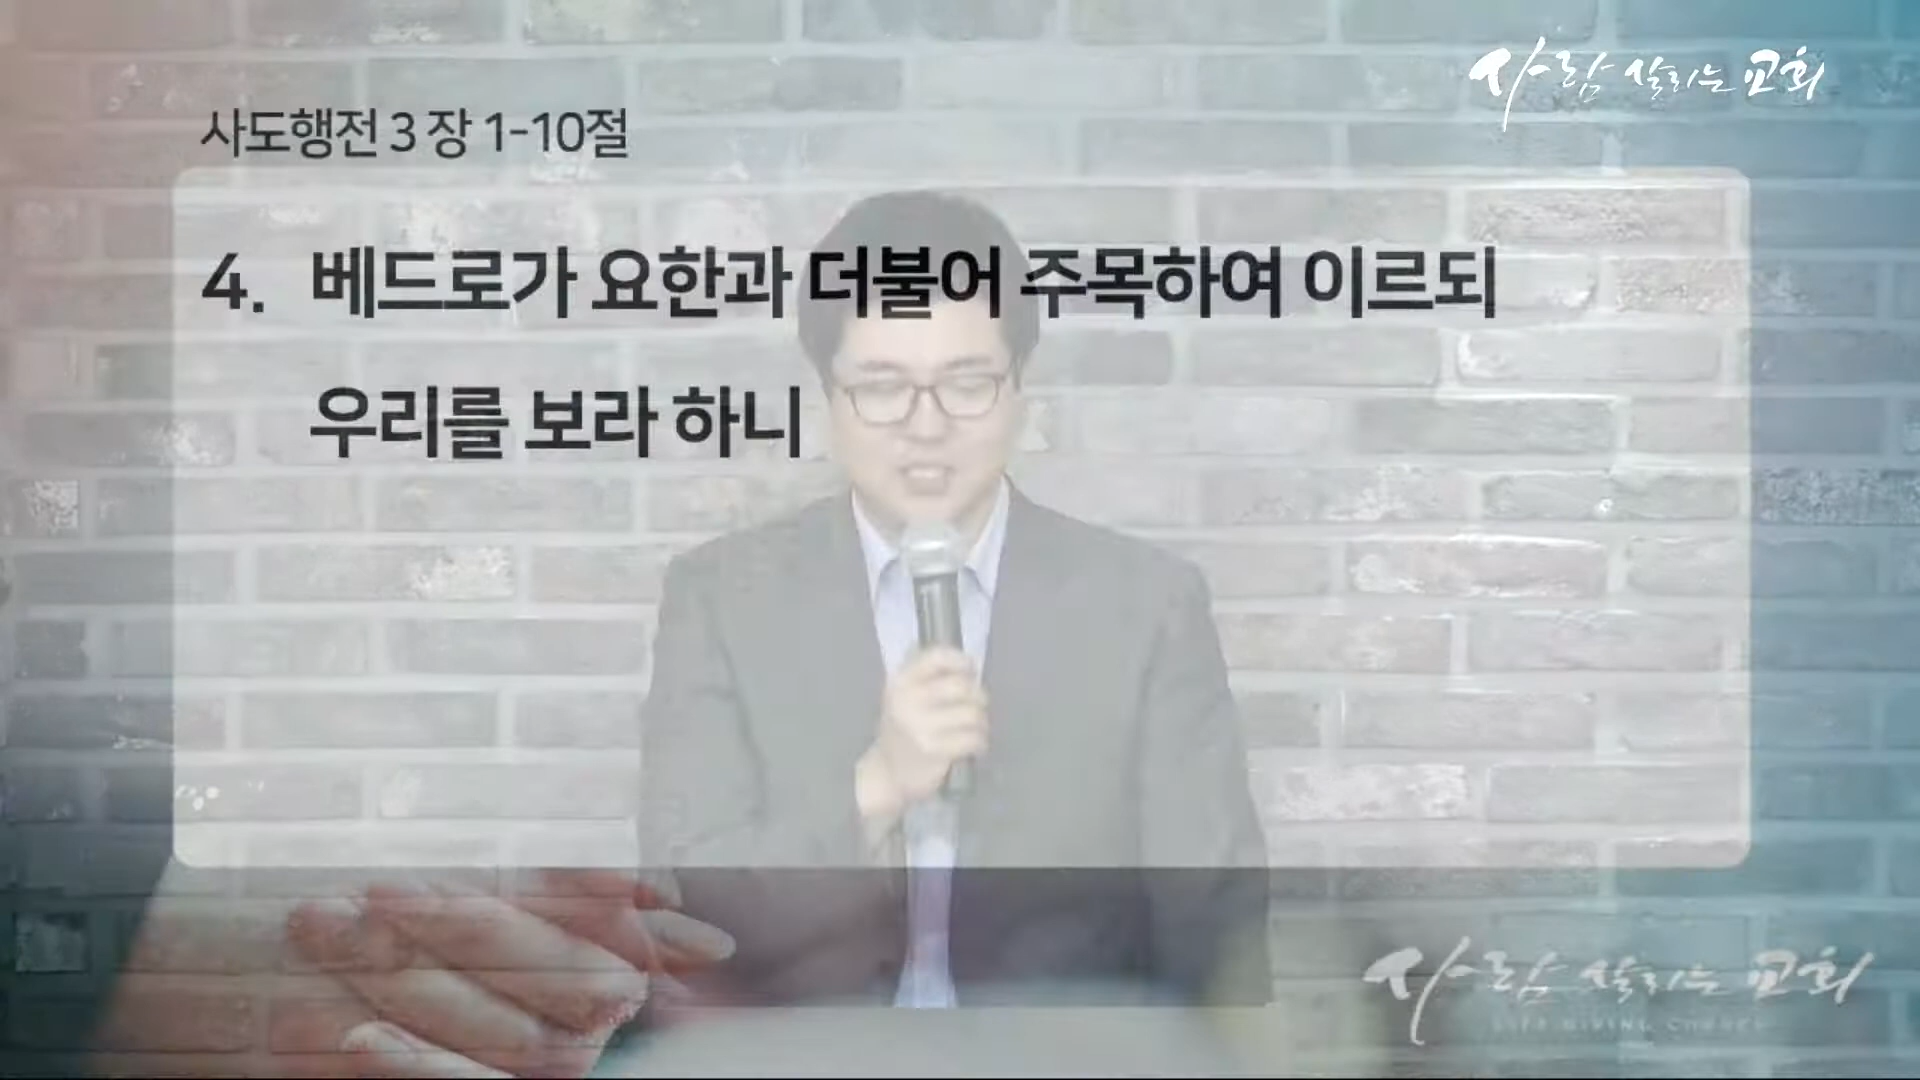 사람 살리는 교회
사도행전 3 장 1-10절
4. 베드로가 요한과 더불어 주목하여 이르되
우리를 보라 하니
사람 살리는 교회